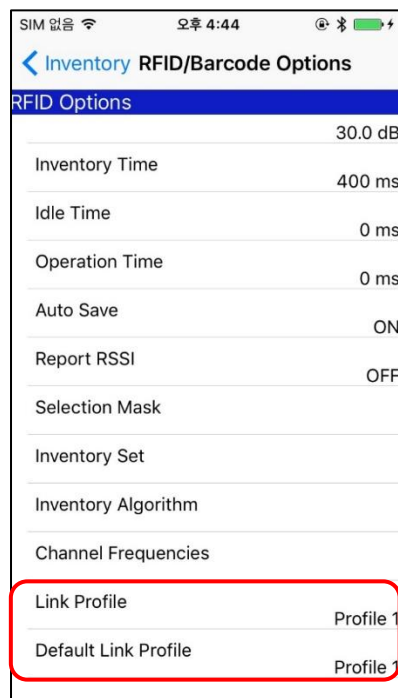 SIM 없음 오후 4:44
Inventory RFID/Barcode Options
RFID Options
30.0 dB
Inventory Time
400 ms
Idle Time
0 ms
Operation Time
0 ms
Auto Save
ON
Report RSSI
OFF
Selection Mask
Inventory Set
Inventory Algorithm
Channel Frequencies
Link Profile
Profile 1
Default Link Profile
Profile 1